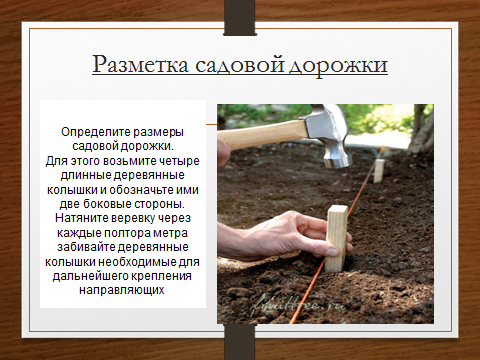 Разметка садовой дорожки
Определите размеры
садовой дорожки.
Для этого возьмите четыре
длинные деревянные
колышки и обозначьте ими
две боковые стороны.
Натяните веревку через
каждые полтора метра
забивайте деревянные
колышки необходимые для
дальнейшего крепления
направляющих